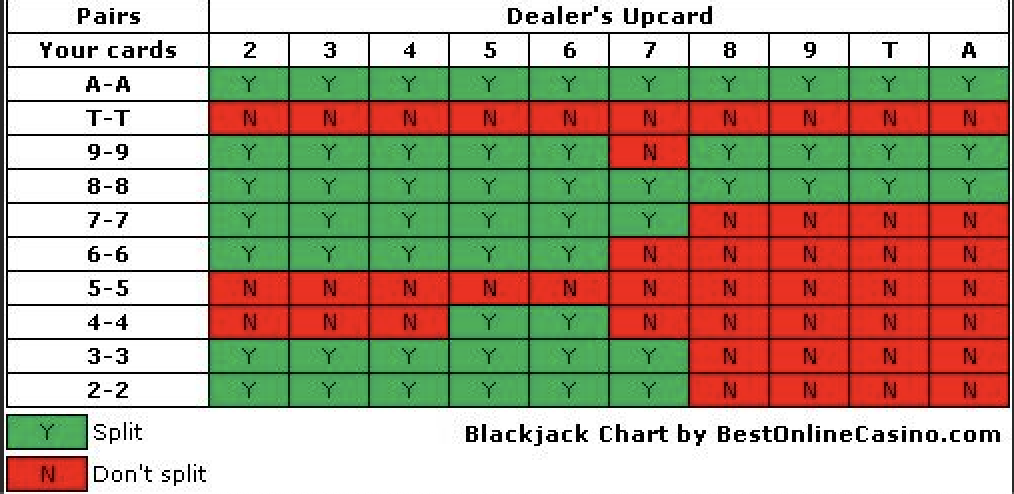 Pairs Dealer's Upcard
Your cards 2 3 4 5 6 7 8 9 T A
A-A Y Y Y Y Y Y Y Y Y Y
T-T N N N N N N N N N N
9-9 Y Y Y Y Y N Y Y Y Y
8-8 Y Y Y Y Y Y Y Y Y Y
7-7 Y Y Y Y Y Y N N N N
6-6 Y Y Y Y Y N N N N N
5-5 N N N N N N N N N N
4-4 N N N Y Y N N N N N
3-3 Y Y Y Y Y Y N N N N
2-2 Y Y Y Y Y Y N N N N
Y Split Blackjack Chart by BestOnlineCasino.com
N Don't split